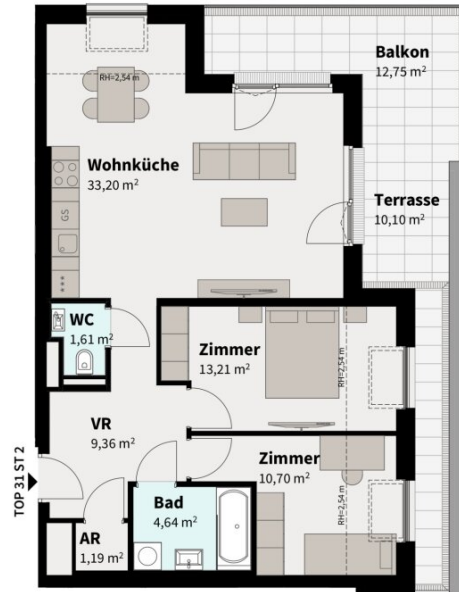 Balkon
12,75 m²
RH=2,54 m
Wohnküche
33,20 m²
Terrasse
10,10 m²
GS
***
WC
1,61 m²
Zimmer
13,21 m²
RH=2,54 m
VR
9,36 m²
Zimmer
10,70 m²
TOP 31 ST 2
Bad
4,64 m²
RH=2,54 m
AR
1,19 m²